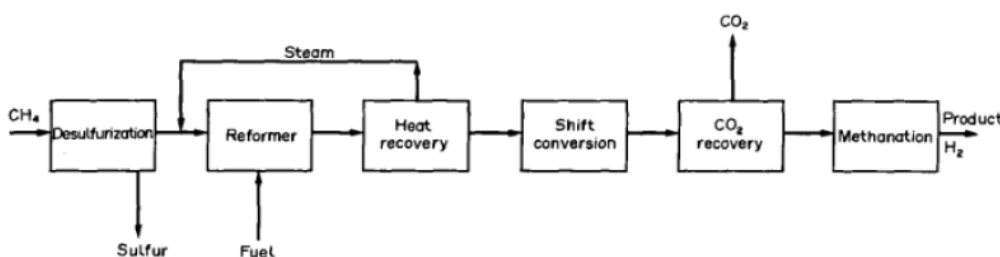 CO₂
Steam
CH₄
Desulfurization
Reformer
Heat
recovery
Shift
conversion
CO₂
recovery
Methanation
Product
H₂
Sulfur
Fuel